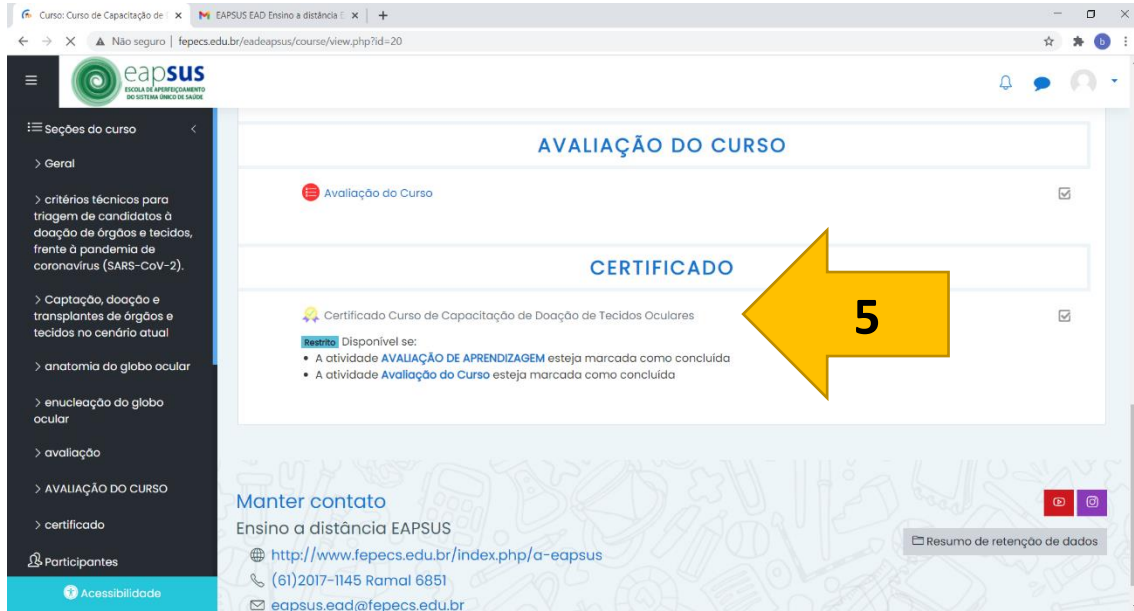 Curso: Curso de Capacitação de
EAPSUS EAD Ensino a distância E
Não seguro | fepecs.edu.br/eadeapsus/course/view.php?id=20
b
eapsus
ESCOLA DE APERFEIÇOAMENTO
DO SISTEMA ÚNICO DE SAÚDE
Seções do curso
> Geral
> critérios técnicos para
triagem de candidatos à
doação de órgãos e tecidos,
frente à pandemia de
coronavírus (SARS-CoV-2).
> Captação, doação e
transplantes de órgãos e
tecidos no cenário atual
> anatomia do globo ocular
> enucleação do globo
ocular
> avaliação
> AVALIAÇÃO DO CURSO
> certificado
Participantes
Acessibilidade
AVALIAÇÃO DO CURSO
Avaliação do Curso
CERTIFICADO
Certificado Curso de Capacitação de Doação de Tecidos Oculares
Restrito Disponível se:
• A atividade AVALIAÇÃO DE APRENDIZAGEM esteja marcada como concluída
• A atividade Avaliação do Curso esteja marcada como concluída
5
Manter contato
Ensino a distância EAPSUS
http://www.fepecs.edu.br/index.php/a-eapsus
(61)2017-1145 Ramal 6851
eapsus.ead@fepecs.edu.br
Resumo de retenção de dados